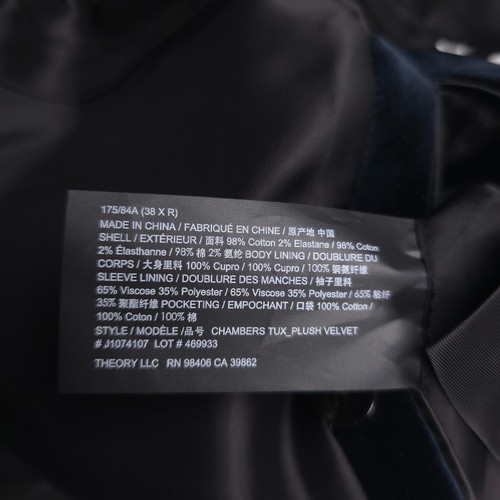 175/84A (38 X R)
MADE IN CHINA / FABRIQUÉ EN CHINE / 原产地 中国
SHELL / EXTÉRIEUR / 面料 98% Cotton 2% Elastane / 98% Coton
2% Élasthanne / 98% 棉 2% 氨纶 BODY LINING / DOUBLURE DU
CORPS / 大身里料 100% Cupro / 100% Cupro / 100% 铜氨纤维
SLEEVE LINING / DOUBLURE DES MANCHES / 袖子里料
65% Viscose 35% Polyester / 65% Viscose 35% Polyester / 65% 粘纤
35% 聚酯纤维 POCKETING / EMPOCHANT / 口袋 100% Cotton /
100% Coton / 100% 棉
STYLE / MODÈLE / 品号 CHAMBERS TUX_PLUSH VELVET
# J1074107 LOT # 469933
THEORY LLC RN 98406 CA 39862